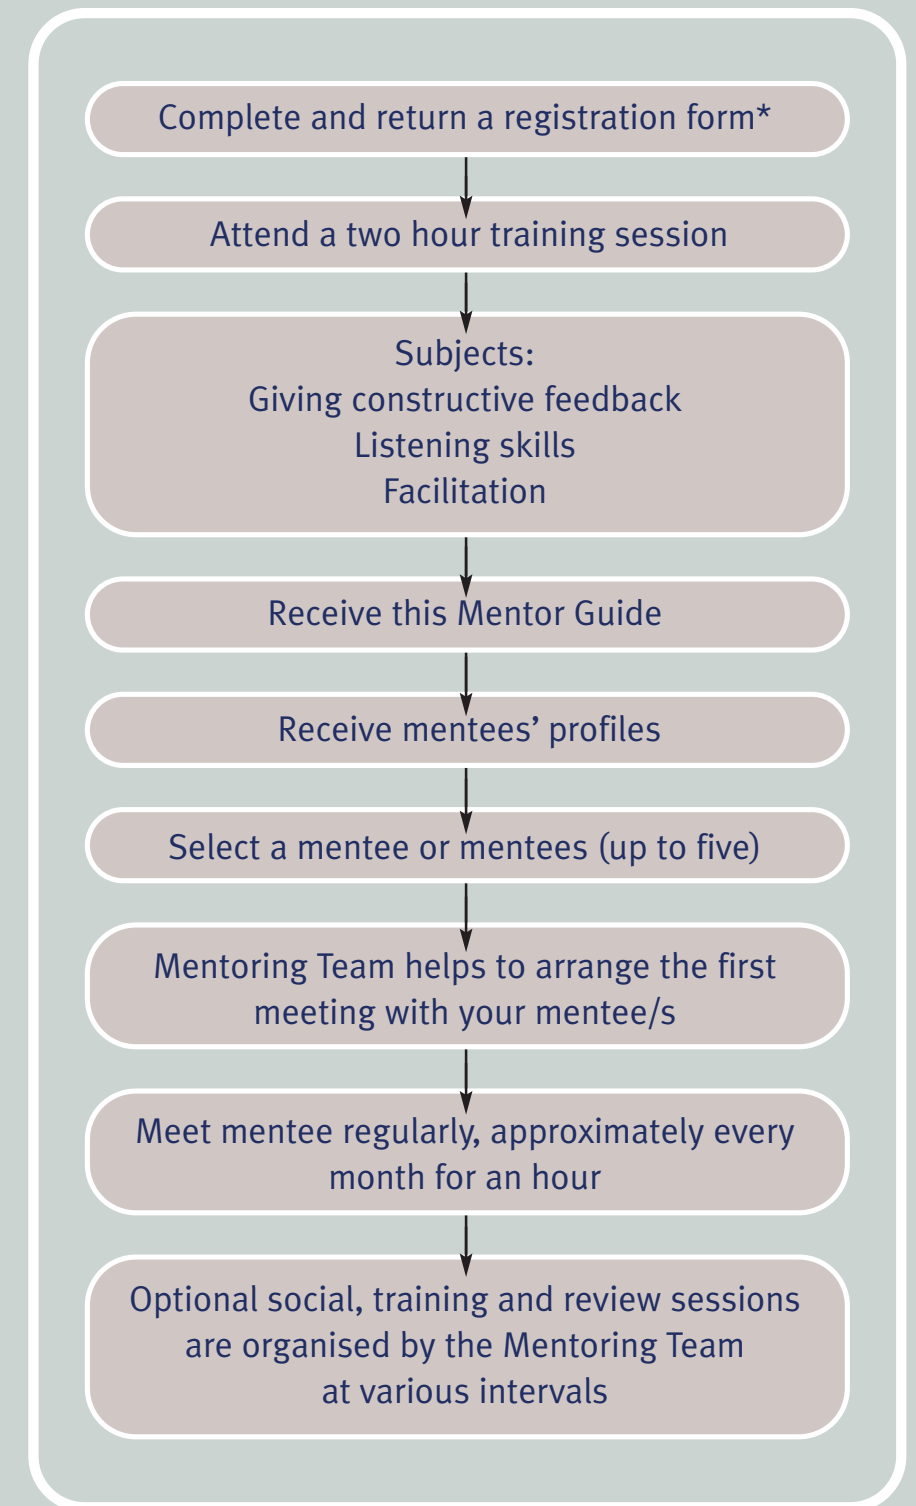 Complete and return a registration form*
Attend a two hour training session
Subjects:
Giving constructive feedback
Listening skills
Facilitation
Receive this Mentor Guide
Receive mentees’ profiles
Select a mentee or mentees (up to five)
Mentoring Team helps to arrange the first
meeting with your mentee/s
Meet mentee regularly, approximately every
month for an hour
Optional social, training and review sessions
are organised by the Mentoring Team
at various intervals